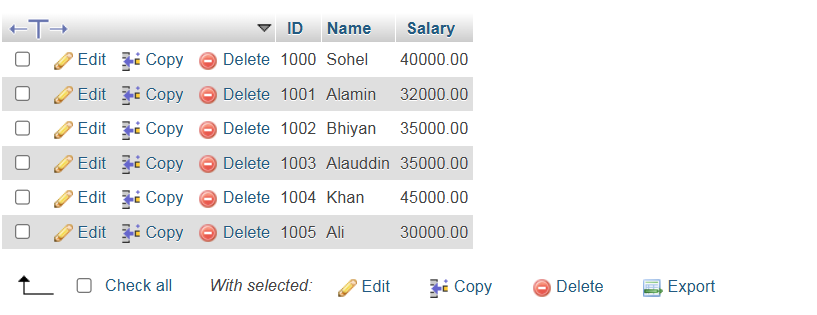 ID Name Salary
Edit Copy Delete 1000 Sohel 40000.00
Edit Copy Delete 1001 Alamin 32000.00
Edit Copy Delete 1002 Bhiyan 35000.00
Edit Copy Delete 1003 Alauddin 35000.00
Edit Copy Delete 1004 Khan 45000.00
Edit Copy Delete 1005 Ali 30000.00
Check all With selected: Edit Copy Delete Export